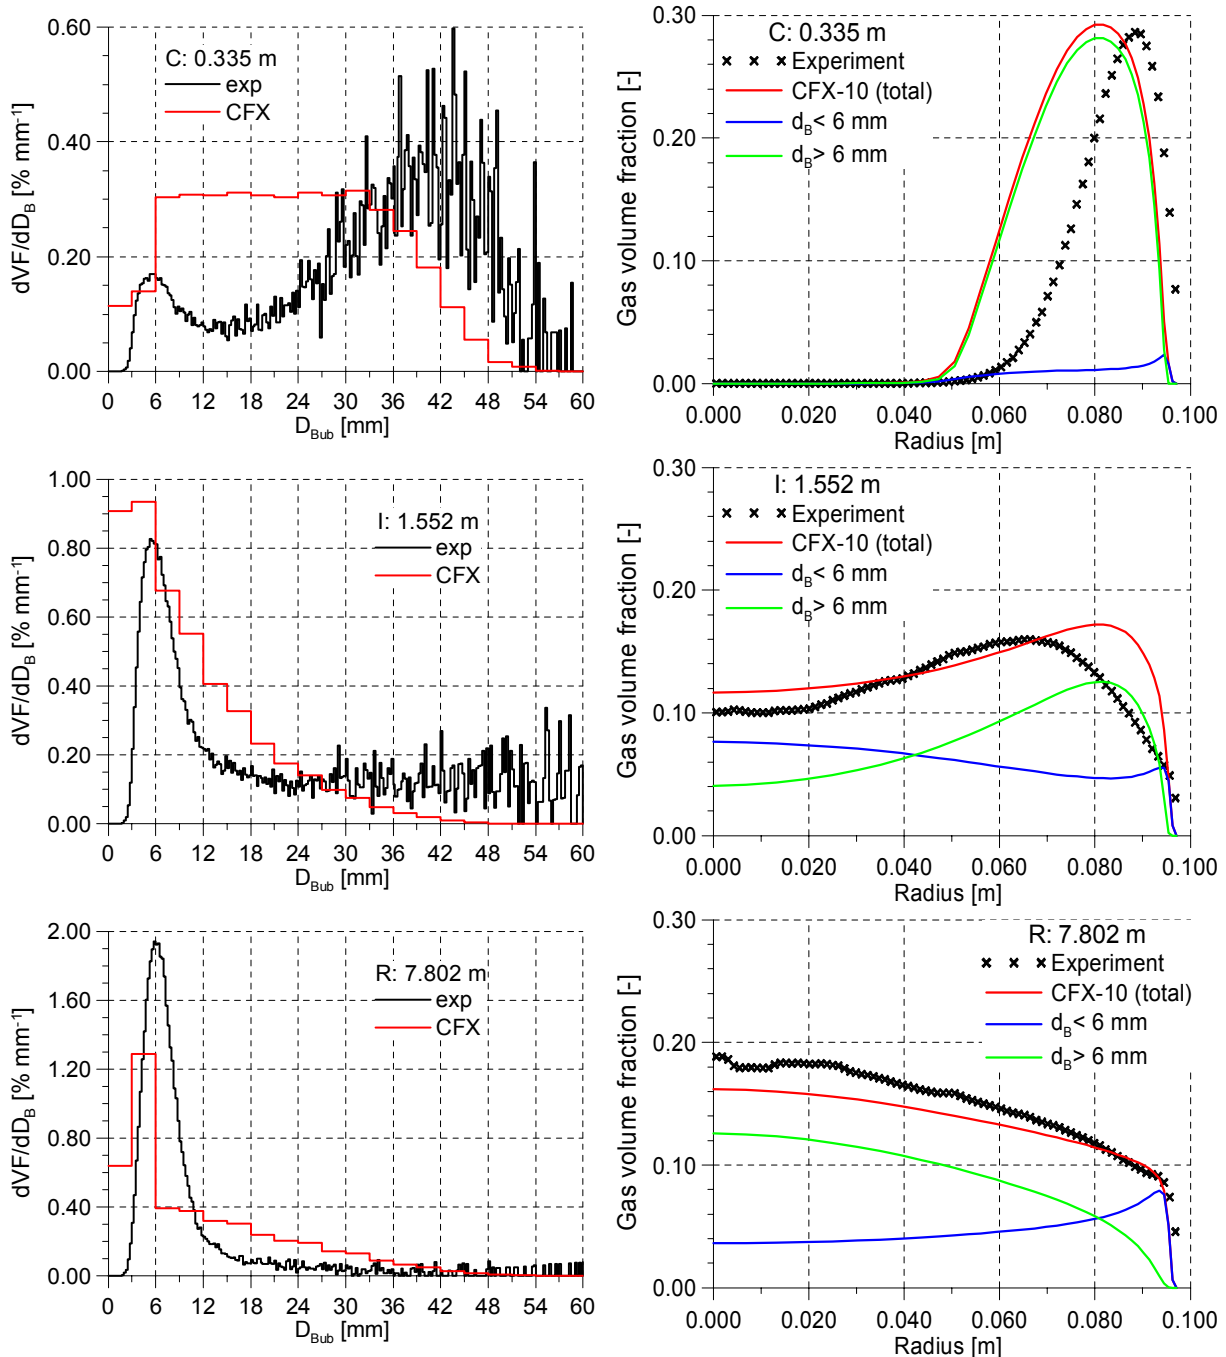 0.60
0.40
0.20
0.00
dVF/dD_B [% mm⁻¹]
C: 0.335 m
exp
CFX
0 6 12 18 24 30 36 42 48 54 60
D_Bub [mm]
0.30
0.20
0.10
0.00
Gas volume fraction [-]
C: 0.335 m
Experiment
CFX-10 (total)
d_B< 6 mm
d_B> 6 mm
0.000 0.020 0.040 0.060 0.080 0.100
Radius [m]
1.00
0.80
0.60
0.40
0.20
0.00
dVF/dD_B [% mm⁻¹]
I: 1.552 m
exp
CFX
0 6 12 18 24 30 36 42 48 54 60
D_Bub [mm]
0.30
0.20
0.10
0.00
Gas volume fraction [-]
I: 1.552 m
Experiment
CFX-10 (total)
d_B< 6 mm
d_B> 6 mm
0.000 0.020 0.040 0.060 0.080 0.100
Radius [m]
2.00
1.60
1.20
0.80
0.40
0.00
dVF/dD_B [% mm⁻¹]
R: 7.802 m
exp
CFX
0 6 12 18 24 30 36 42 48 54 60
D_Bub [mm]
0.30
0.20
0.10
0.00
Gas volume fraction [-]
R: 7.802 m
Experiment
CFX-10 (total)
d_B< 6 mm
d_B> 6 mm
0.000 0.020 0.040 0.060 0.080 0.100
Radius [m]